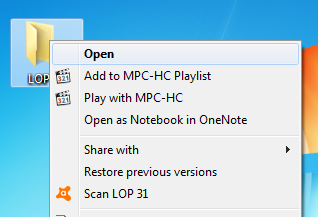 Open
LOP
Add to MPC-HC Playlist
Play with MPC-HC
Open as Notebook in OneNote
Share with
Restore previous versions
Scan LOP 31